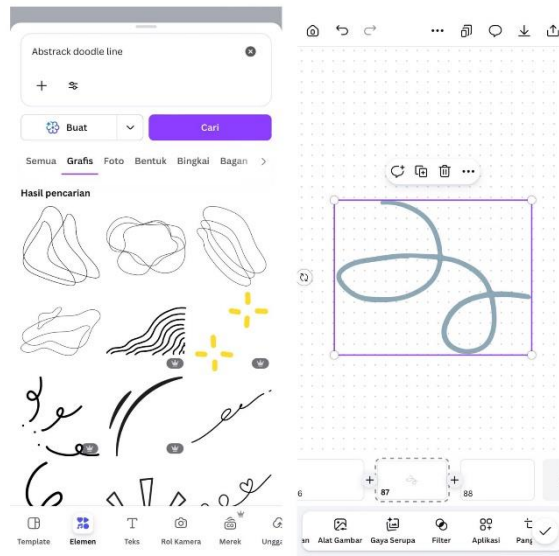 Abstrack doodle line
Buat
Cari
Semua Grafis Foto Bentuk Bingkai Bagan
Hasil pencarian
Template Elemen Teks Rol Kamera Merek Ungga
6 87 88
an Alat Gambar Gaya Serupa Filter Aplikasi Pang